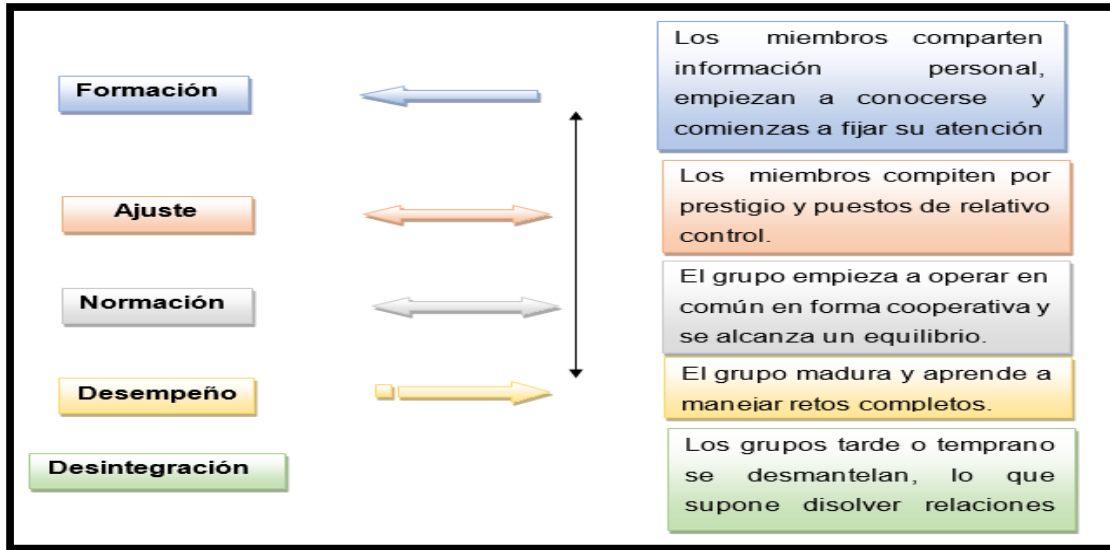 Formación
Los miembros comparten
información personal,
empiezan a conocerse y
comienzas a fijar su atención
Ajuste
Los miembros compiten por
prestigio y puestos de relativo
control.
Normación
El grupo empieza a operar en
común en forma cooperativa y
se alcanza un equilibrio.
Desempeño
El grupo madura y aprende a
manejar retos completos.
Desintegración
Los grupos tarde o temprano
se desmantelan, lo que
supone disolver relaciones